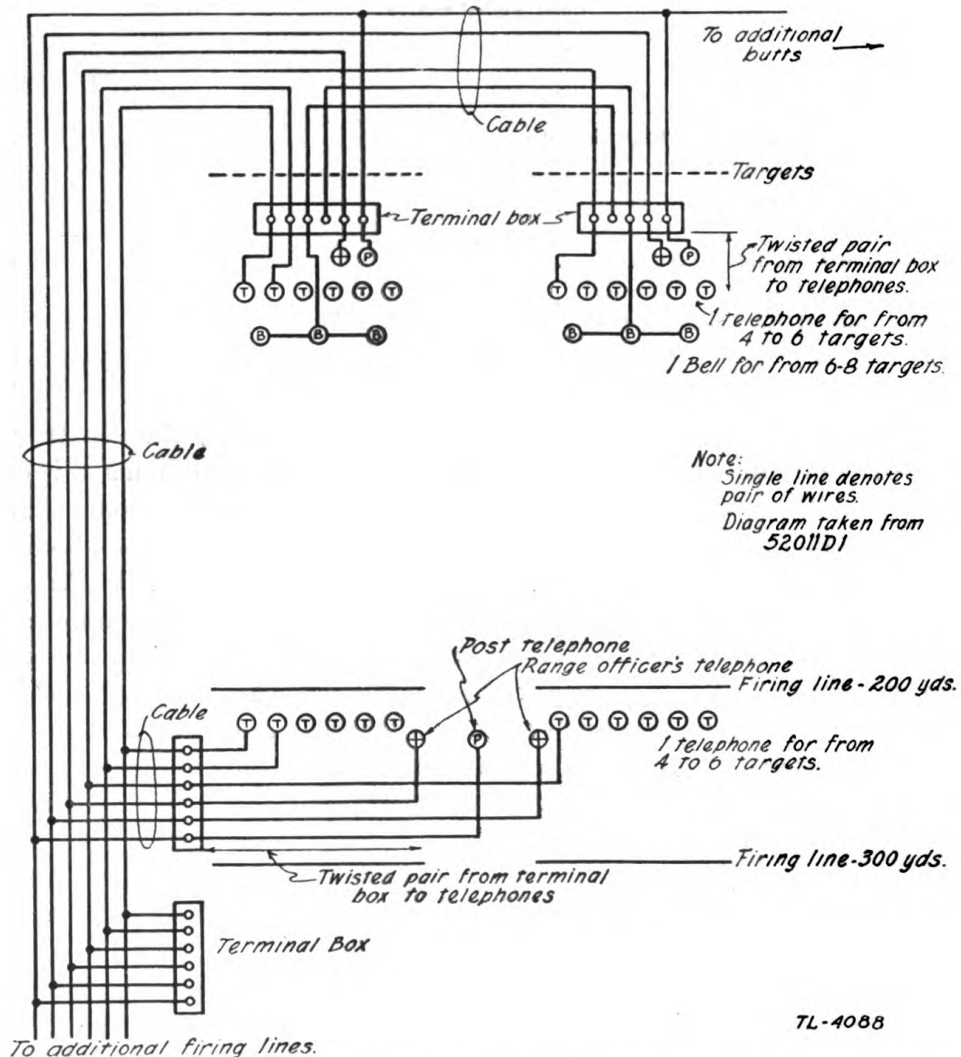 To additional
butts
Cable
Targets
Terminal box
Twisted pair
from terminal box
to telephones.
P P
T T T T T T T T T T T T
1 telephone for from
4 to 6 targets.
B B B B B B
1 Bell for from 6-8 targets.
Cable
Note:
Single line denotes
pair of wires.
Diagram taken from
52011D1
Post telephone
Range officer's telephone
Firing line-200 yds.
Cable
T T T T T T P T T T T T T
1 telephone for from
4 to 6 targets.
Firing line-300 yds.
Twisted pair from terminal
box to telephones
Terminal Box
TL-4088
To additional firing lines.